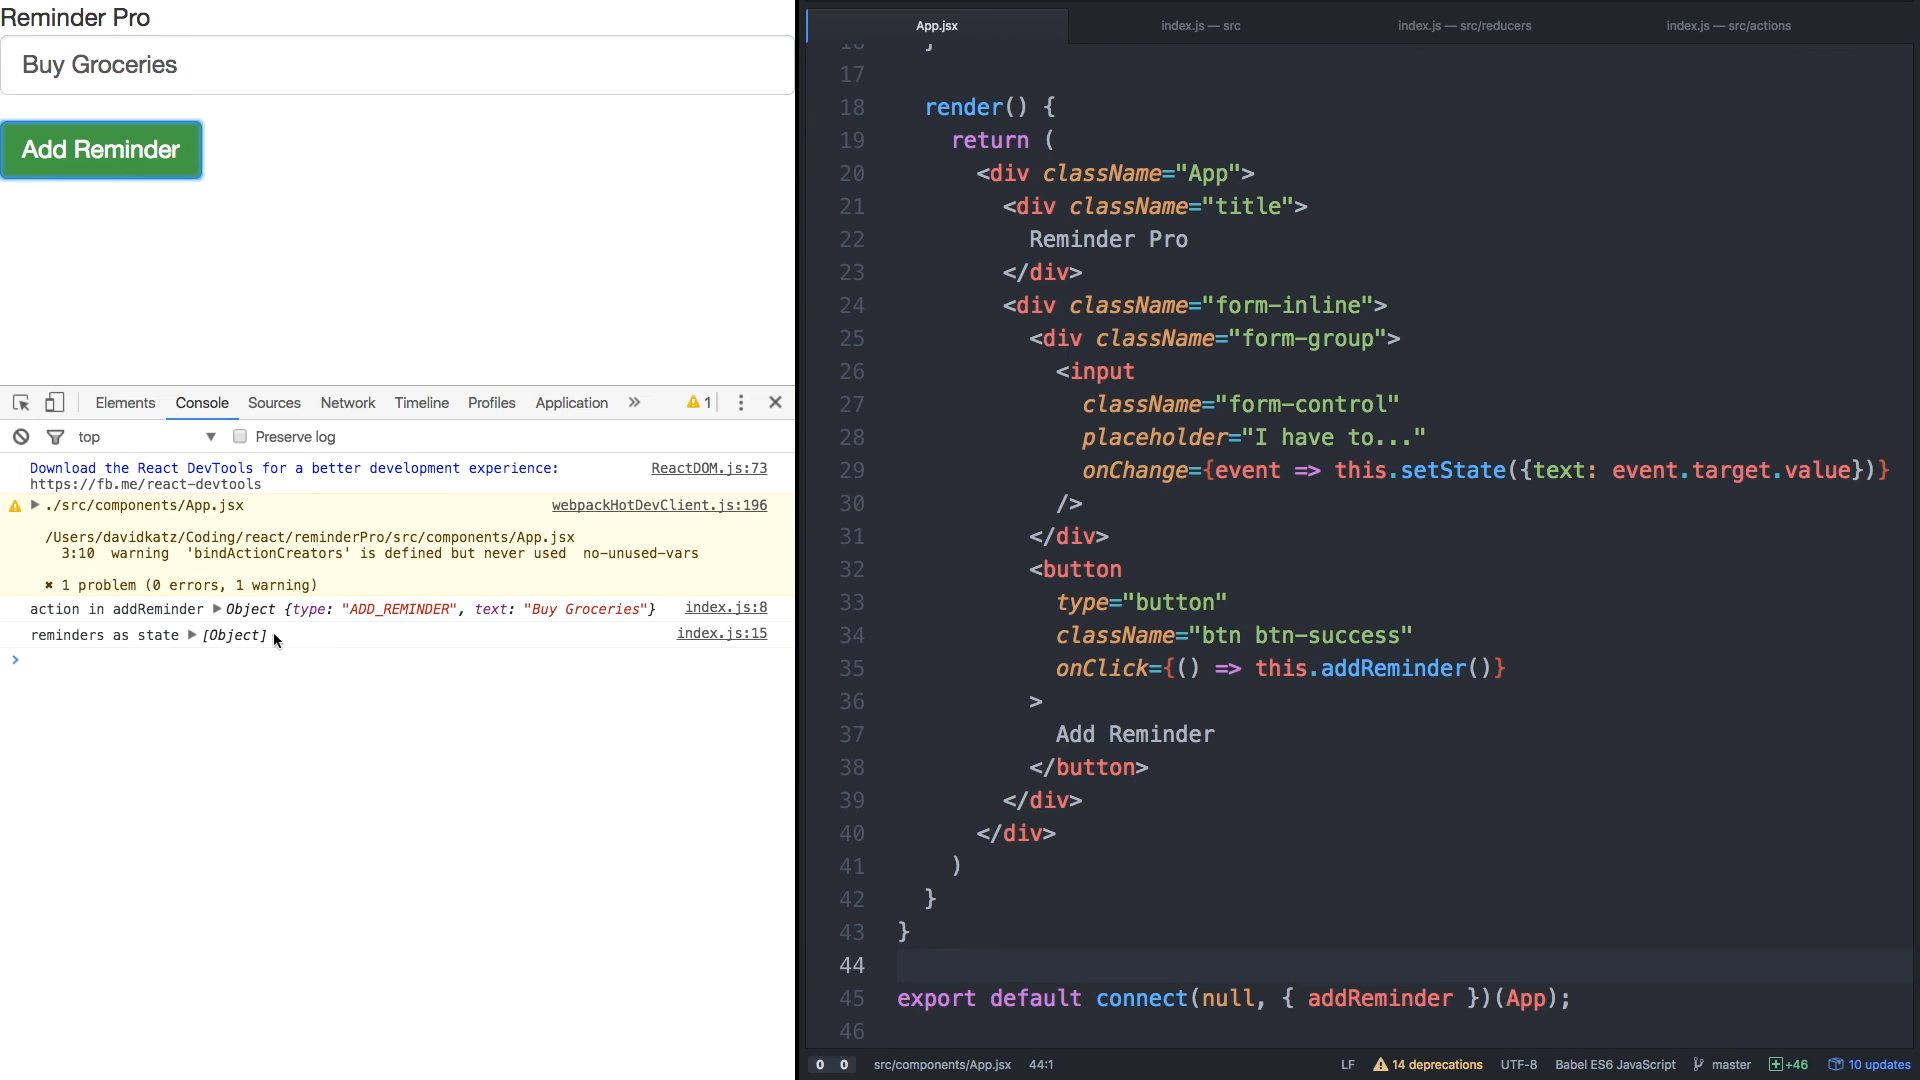 Reminder Pro
Buy Groceries
Add Reminder
Elements Console Sources Network Timeline Profiles Application » 1
top Preserve log
Download the React DevTools for a better development experience: ReactDOM.js:73
https://fb.me/react-devtools
./src/components/App.jsx webpackHotDevClient.js:196
/Users/davidkatz/Coding/react/reminderPro/src/components/App.jsx
3:10 warning 'bindActionCreators' is defined but never used no-unused-vars
✖ 1 problem (0 errors, 1 warning)
action in addReminder Object {type: "ADD_REMINDER", text: "Buy Groceries"} index.js:8
reminders as state [Object] index.js:15
App.jsx index.js — src index.js — src/reducers index.js — src/actions
16 }
17
18 render() {
19 return (
20 <div className="App">
21 <div className="title">
22 Reminder Pro
23 </div>
24 <div className="form-inline">
25 <div className="form-group">
26 <input
27 className="form-control"
28 placeholder="I have to..."
29 onChange={event => this.setState({text: event.target.value})}
30 />
31 </div>
32 <button
33 type="button"
34 className="btn btn-success"
35 onClick={() => this.addReminder()}
36 >
37 Add Reminder
38 </button>
39 </div>
40 </div>
41 )
42 }
43 }
44
45 export default connect(null, { addReminder })(App);
46
0 0 src/components/App.jsx 44:1 LF 14 deprecations UTF-8 Babel ES6 JavaScript master +46 10 updates